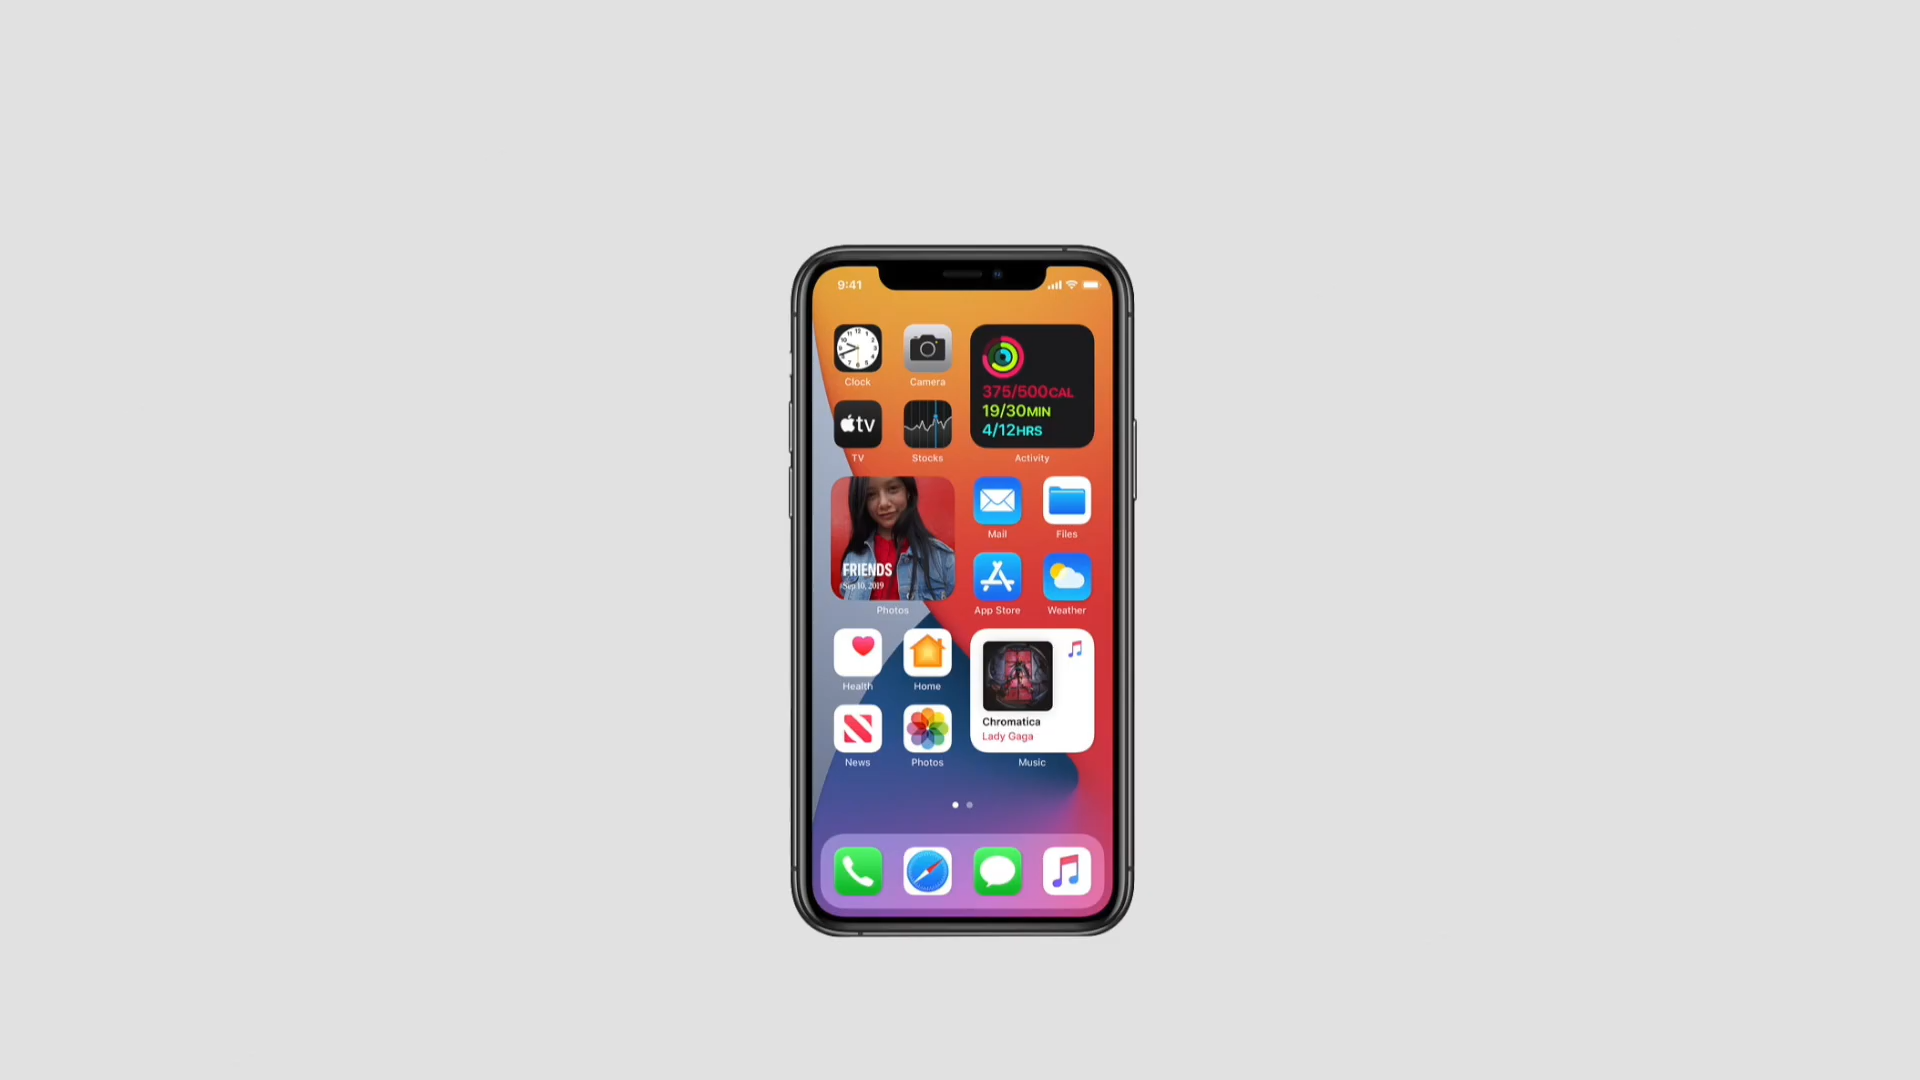 9:41
Clock
Camera
375/500CAL
19/30MIN
4/12HRS
tv
TV
Stocks
Activity
FRIENDS
Sep 10, 2019
Photos
Mail
Files
App Store
Weather
Health
Home
Chromatica
Lady Gaga
News
Photos
Music